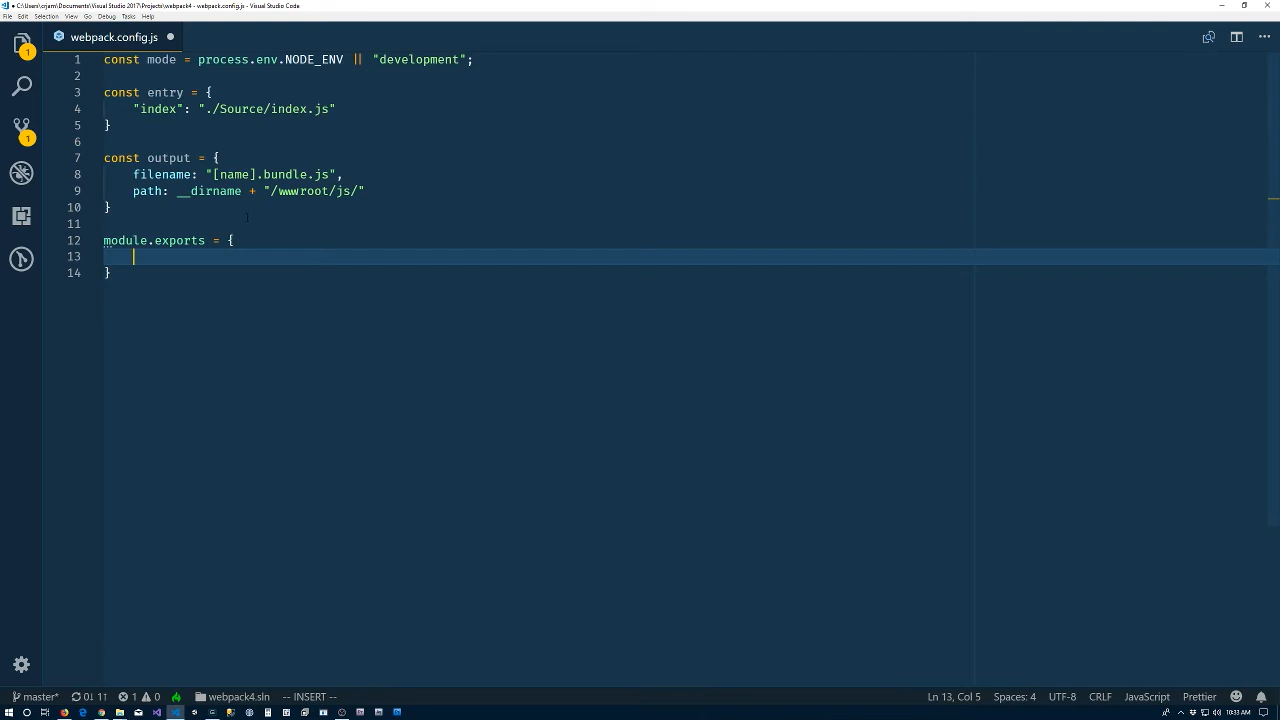 C:\Users\crjam\Documents\Visual Studio 2017\Projects\webpack4 - webpack.config.js - Visual Studio Code
File Edit Selection View Go Debug Tasks Help
webpack.config.js
1 const mode = process.env.NODE_ENV || "development";
2
3 const entry = {
4 "index": "./Source/index.js"
5 }
6
7 const output = {
8 filename: "[name].bundle.js",
9 path: __dirname + "/wwwroot/js/"
10 }
11
12 module.exports = {
13
14 }
1
1
master* 0↓ 11 1 0 webpack4.sln -- INSERT -- Ln 13, Col 5 Spaces: 4 UTF-8 CRLF JavaScript Prettier
10:33 AM